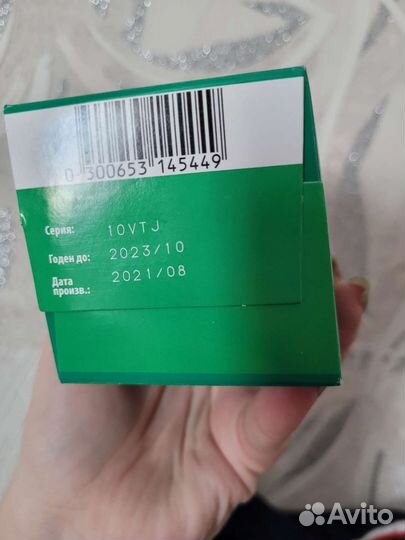 0 300653 145449
Серия: 10VTJ
Годен до: 2023/10
Дата
произв.: 2021/08
Avito